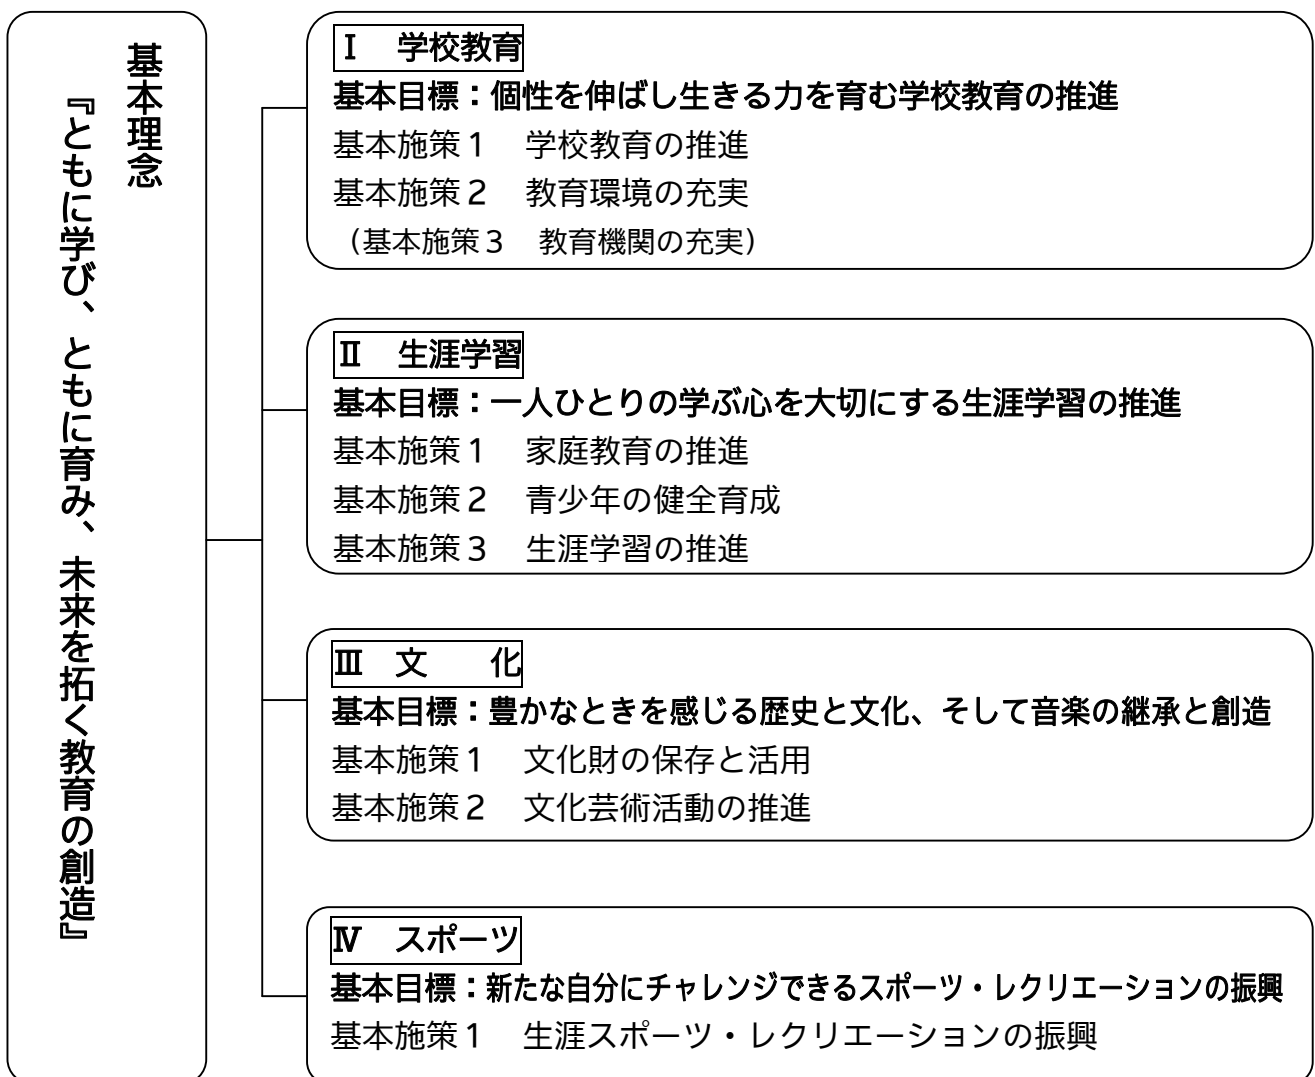 基本理念
『ともに学び、ともに育み、未来を拓く教育の創造』
Ⅰ　学校教育
基本目標：個性を伸ばし生きる力を育む学校教育の推進
基本施策１　学校教育の推進
基本施策２　教育環境の充実
（基本施策３　教育機関の充実）
Ⅱ　生涯学習
基本目標：一人ひとりの学ぶ心を大切にする生涯学習の推進
基本施策１　家庭教育の推進
基本施策２　青少年の健全育成
基本施策３　生涯学習の推進
Ⅲ　文　　化
基本目標：豊かなときを感じる歴史と文化、そして音楽の継承と創造
基本施策１　文化財の保存と活用
基本施策２　文化芸術活動の推進
Ⅳ　スポーツ
基本目標：新たな自分にチャレンジできるスポーツ・レクリエーションの振興
基本施策１　生涯スポーツ・レクリエーションの振興